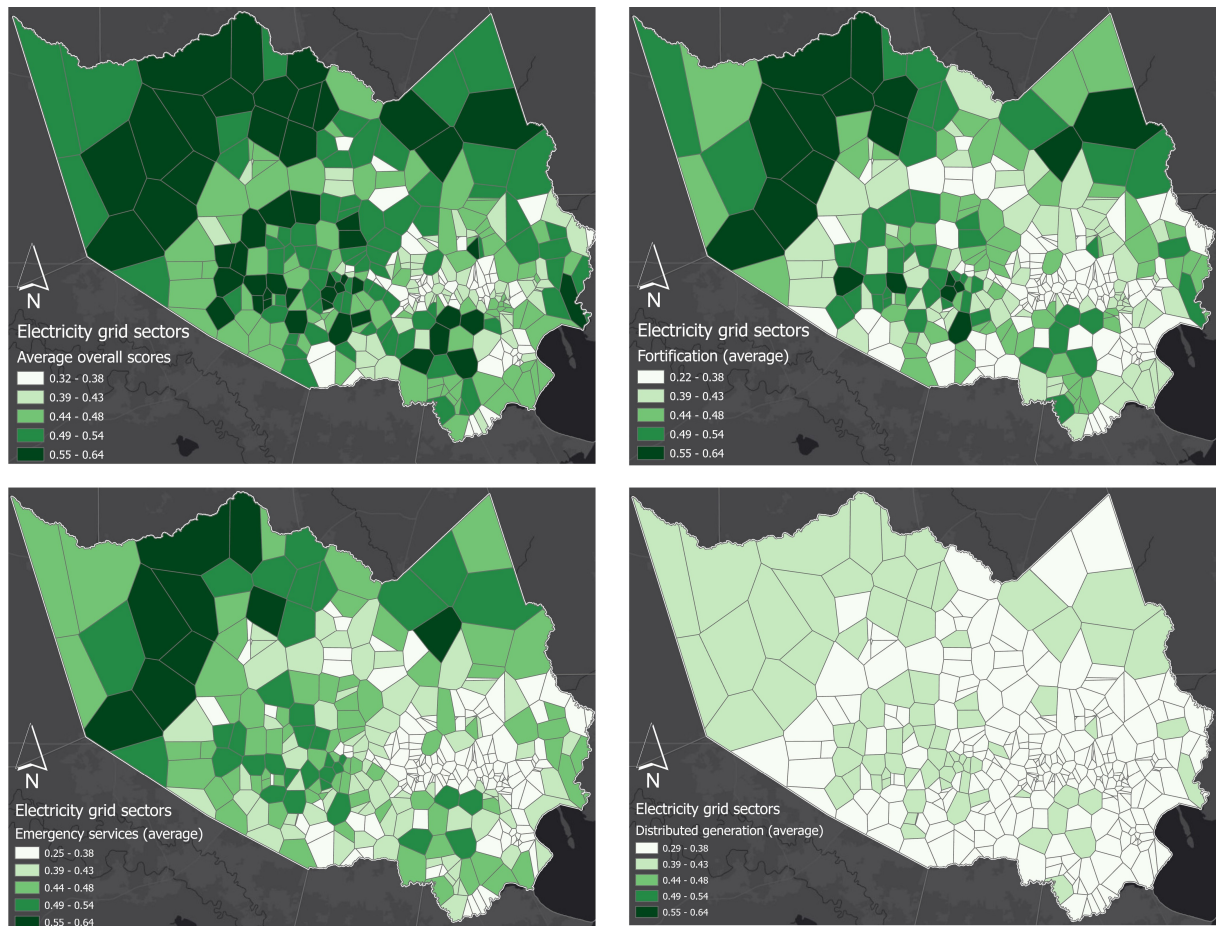 N
Electricity grid sectors
Average overall scores
0.32 - 0.38
0.39 - 0.43
0.44 - 0.48
0.49 - 0.54
0.55 - 0.64
N
Electricity grid sectors
Fortification (average)
0.22 - 0.38
0.39 - 0.43
0.44 - 0.48
0.49 - 0.54
0.55 - 0.64
N
Electricity grid sectors
Emergency services (average)
0.25 - 0.38
0.39 - 0.43
0.44 - 0.48
0.49 - 0.54
0.55 - 0.64
N
Electricity grid sectors
Distributed generation (average)
0.29 - 0.38
0.39 - 0.43
0.44 - 0.48
0.49 - 0.54
0.55 - 0.64